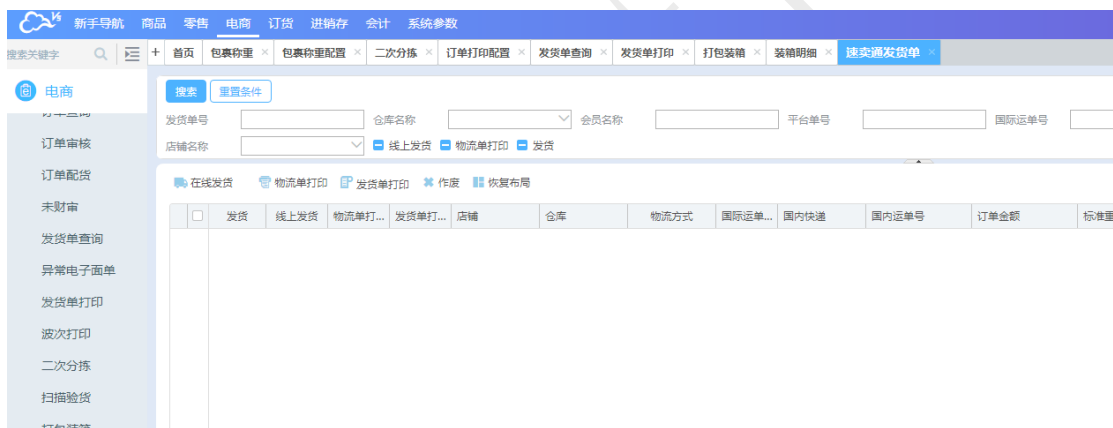 V5 新手导航 商品 零售 电商 订货 进销存 会计 系统参数
搜索关键字 + 首页 包裹称重 × 包裹称重配置 × 二次分拣 × 订单打印配置 × 发货单查询 × 发货单打印 × 打包装箱 × 装箱明细 × 速卖通发货单 ×
电商
搜索 重置条件
发货单号 仓库名称 会员名称 平台单号 国际运单号
店铺名称 线上发货 物流单打印 发货
在线发货 物流单打印 发货单打印 作废 恢复布局
发货 线上发货 物流单打... 发货单打... 店铺 仓库 物流方式 国际运单... 国内快递 国内运单号 订单金额 标准重
订单查询
订单审核
订单配货
未财审
发货单查询
异常电子面单
发货单打印
波次打印
二次分拣
扫描验货
打包装箱